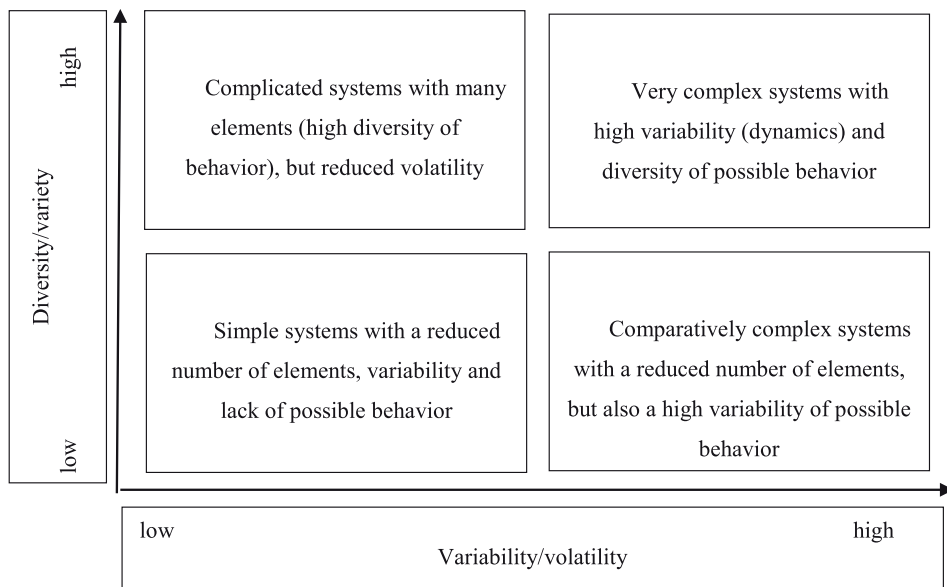 high
Diversity/variety
low
Complicated systems with many
elements (high diversity of
behavior), but reduced volatility
Very complex systems with
high variability (dynamics) and
diversity of possible behavior
Simple systems with a reduced
number of elements, variability and
lack of possible behavior
Comparatively complex systems
with a reduced number of elements,
but also a high variability of possible
behavior
low
high
Variability/volatility